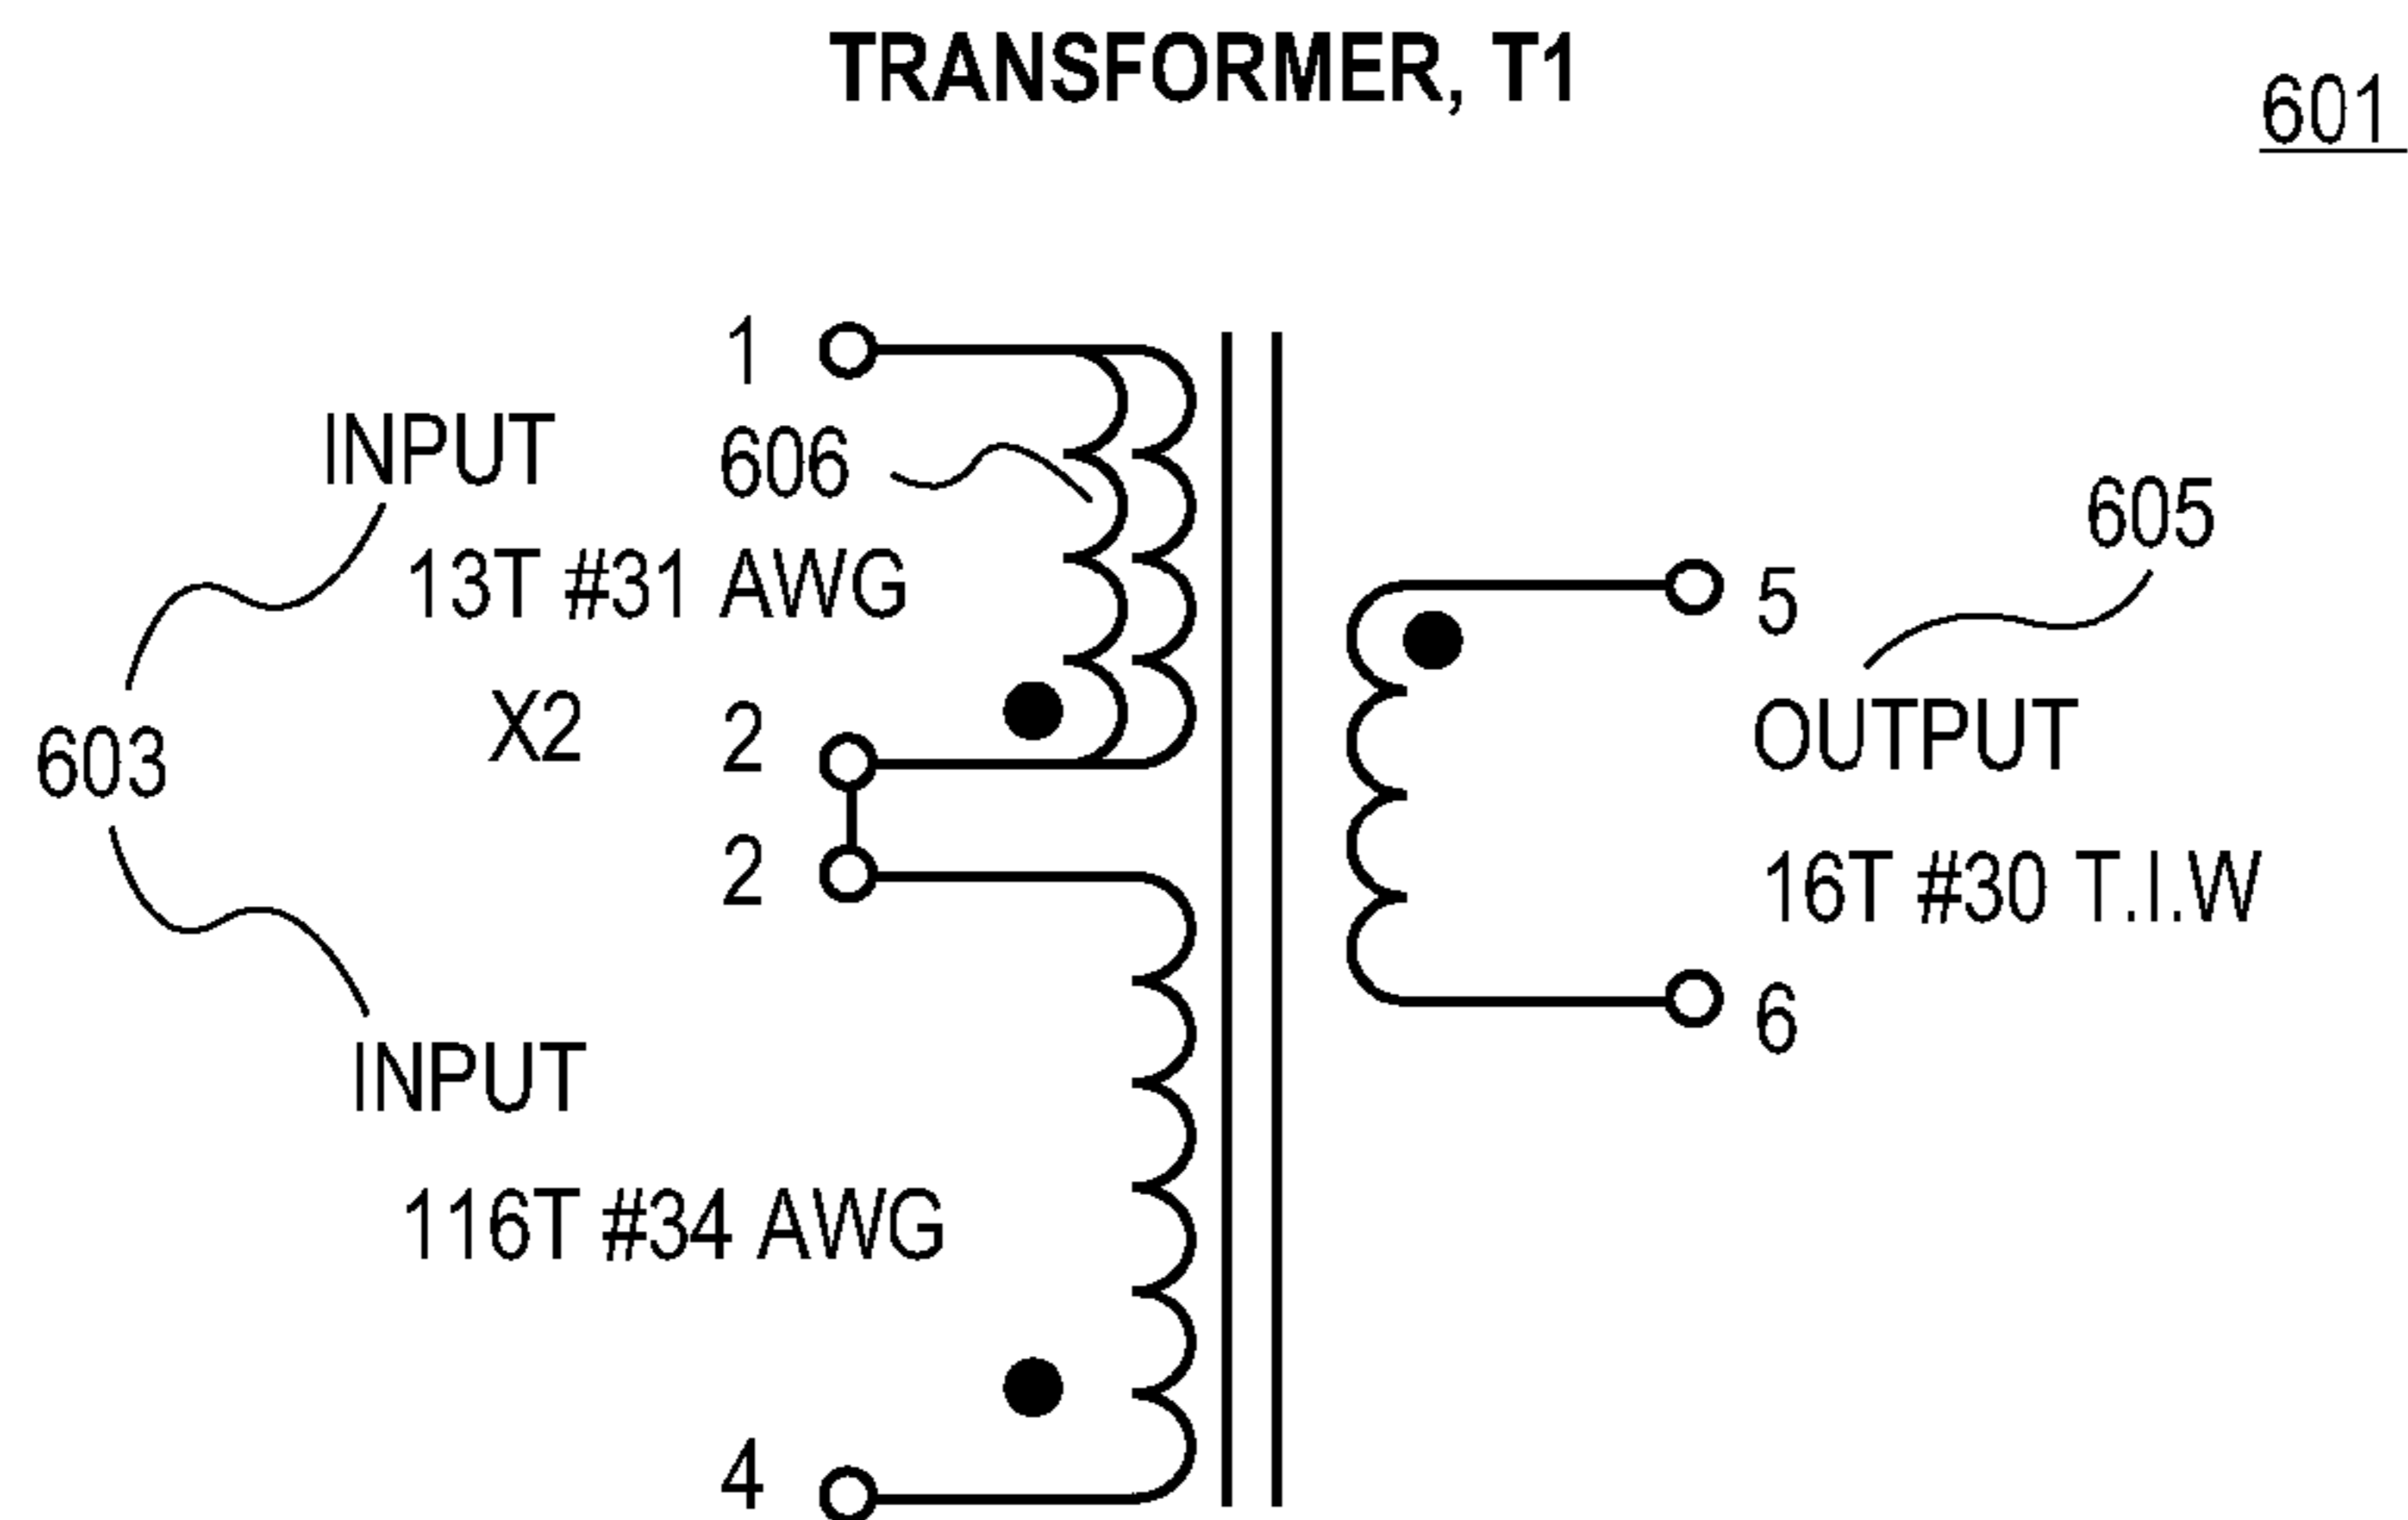 TRANSFORMER, T1
601
1
INPUT
606
605
13T #31 AWG
5
X2
2
603
OUTPUT
2
16T #30 T.I.W
6
INPUT
116T #34 AWG
4